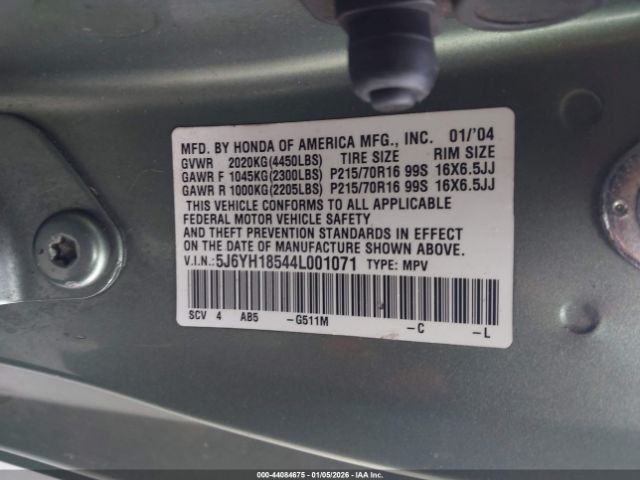 MFD. BY HONDA OF AMERICA MFG., INC. 01/'04
GVWR 2020KG(4450LBS) TIRE SIZE RIM SIZE
GAWR F 1045KG(2300LBS) P215/70R16 99S 16X6.5JJ
GAWR R 1000KG(2205LBS) P215/70R16 99S 16X6.5JJ
THIS VEHICLE CONFORMS TO ALL APPLICABLE
FEDERAL MOTOR VEHICLE SAFETY
AND THEFT PREVENTION STANDARDS IN EFFECT
ON THE DATE OF MANUFACTURE SHOWN ABOVE.
V.I.N.:5J6YH18544L001071 TYPE: MPV
SCV 4 AB5 -G511M -C -L
000-44084675 - 01/05/2026 - IAA Inc.